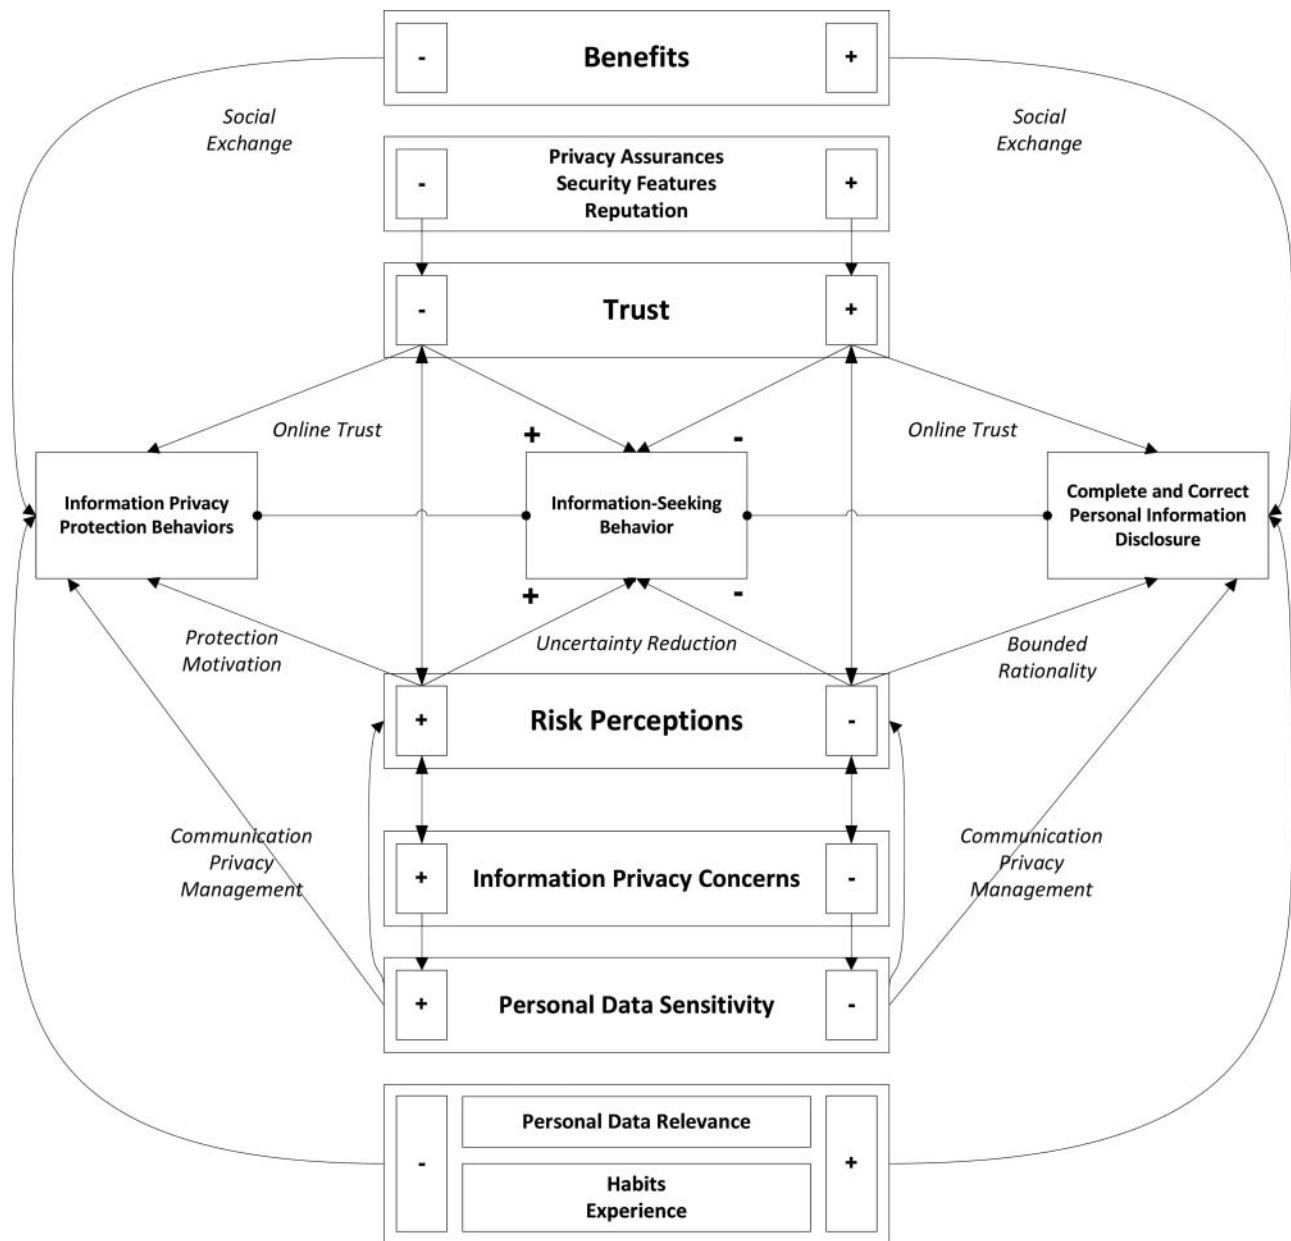 - Benefits +
Social
Exchange
Social
Exchange
- Privacy Assurances +
Security Features
Reputation
- Trust +
Online Trust
+
-
Online Trust
Information Privacy
Protection Behaviors
Information-Seeking
Behavior
Complete and Correct
Personal Information
Disclosure
+
-
Protection
Motivation
Uncertainty Reduction
Bounded
Rationality
+ Risk Perceptions -
Communication
Privacy
Management
Communication
Privacy
Management
+ Information Privacy Concerns -
+ Personal Data Sensitivity -
Personal Data Relevance
- +
Habits
Experience